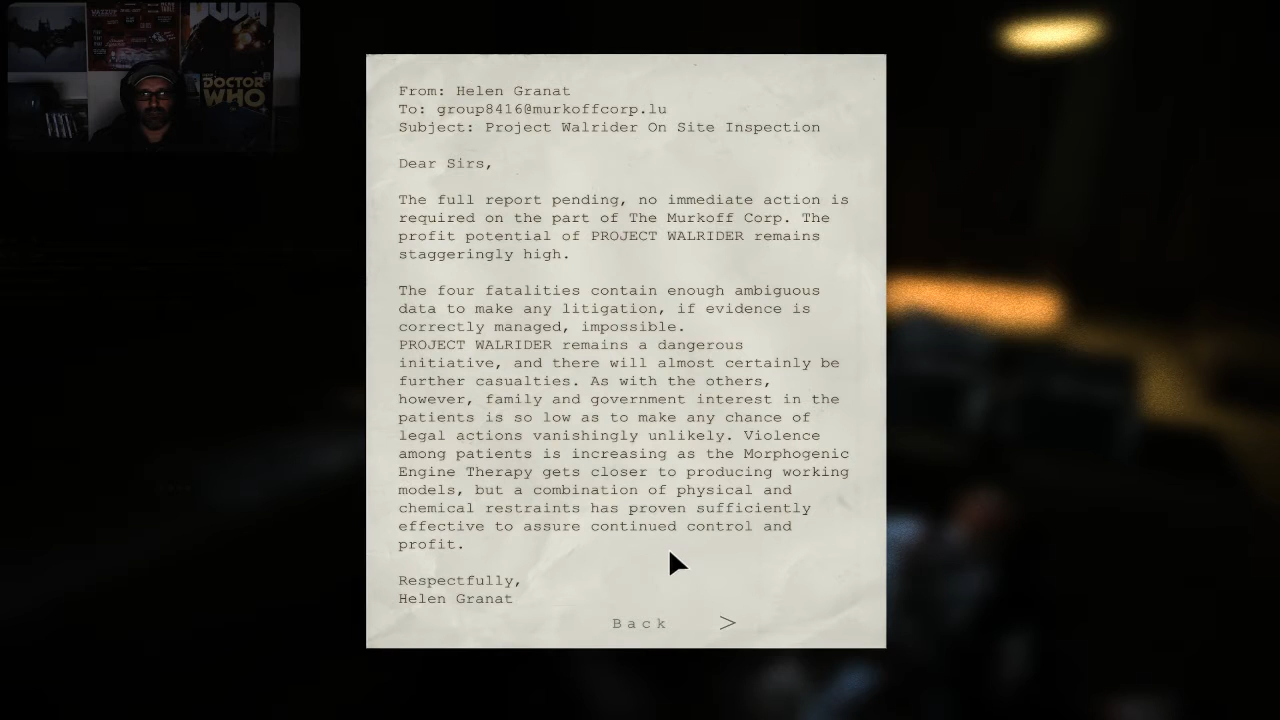 DOOM
DOCTOR
WHO
From: Helen Granat
To: group8416@murkoffcorp.lu
Subject: Project Walrider On Site Inspection
Dear Sirs,
The full report pending, no immediate action is
required on the part of The Murkoff Corp. The
profit potential of PROJECT WALRIDER remains
staggeringly high.
The four fatalities contain enough ambiguous
data to make any litigation, if evidence is
correctly managed, impossible.
PROJECT WALRIDER remains a dangerous
initiative, and there will almost certainly be
further casualties. As with the others,
however, family and government interest in the
patients is so low as to make any chance of
legal actions vanishingly unlikely. Violence
among patients is increasing as the Morphogenic
Engine Therapy gets closer to producing working
models, but a combination of physical and
chemical restraints has proven sufficiently
effective to assure continued control and
profit.
Respectfully,
Helen Granat
Back >